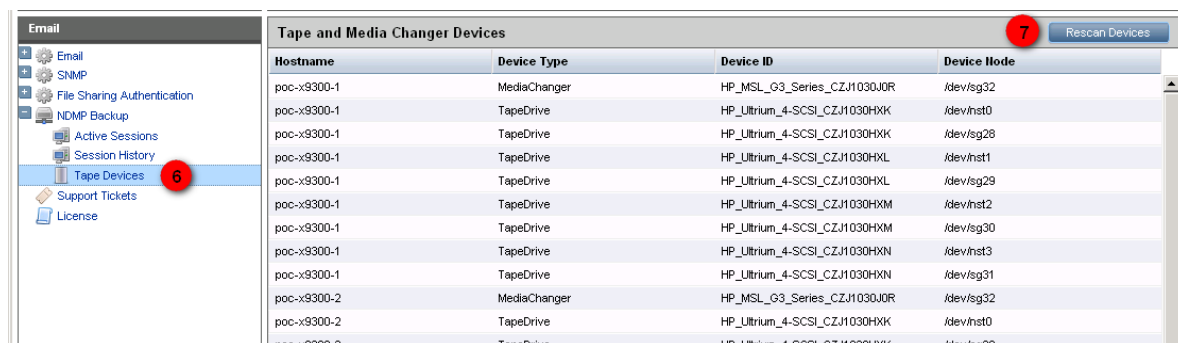 Email
Email
SNMP
File Sharing Authentication
NDMP Backup
Active Sessions
Session History
Tape Devices 6
Support Tickets
License
Tape and Media Changer Devices 7 Rescan Devices
Hostname Device Type Device ID Device Node
poc-x9300-1 MediaChanger HP_MSL_G3_Series_CZJ1030J0R /dev/sg32
poc-x9300-1 TapeDrive HP_Ultrium_4-SCSI_CZJ1030HXK /dev/nst0
poc-x9300-1 TapeDrive HP_Ultrium_4-SCSI_CZJ1030HXK /dev/sg28
poc-x9300-1 TapeDrive HP_Ultrium_4-SCSI_CZJ1030HXL /dev/nst1
poc-x9300-1 TapeDrive HP_Ultrium_4-SCSI_CZJ1030HXL /dev/sg29
poc-x9300-1 TapeDrive HP_Ultrium_4-SCSI_CZJ1030HXM /dev/nst2
poc-x9300-1 TapeDrive HP_Ultrium_4-SCSI_CZJ1030HXM /dev/sg30
poc-x9300-1 TapeDrive HP_Ultrium_4-SCSI_CZJ1030HXN /dev/nst3
poc-x9300-1 TapeDrive HP_Ultrium_4-SCSI_CZJ1030HXN /dev/sg31
poc-x9300-2 MediaChanger HP_MSL_G3_Series_CZJ1030J0R /dev/sg32
poc-x9300-2 TapeDrive HP_Ultrium_4-SCSI_CZJ1030HXK /dev/nst0